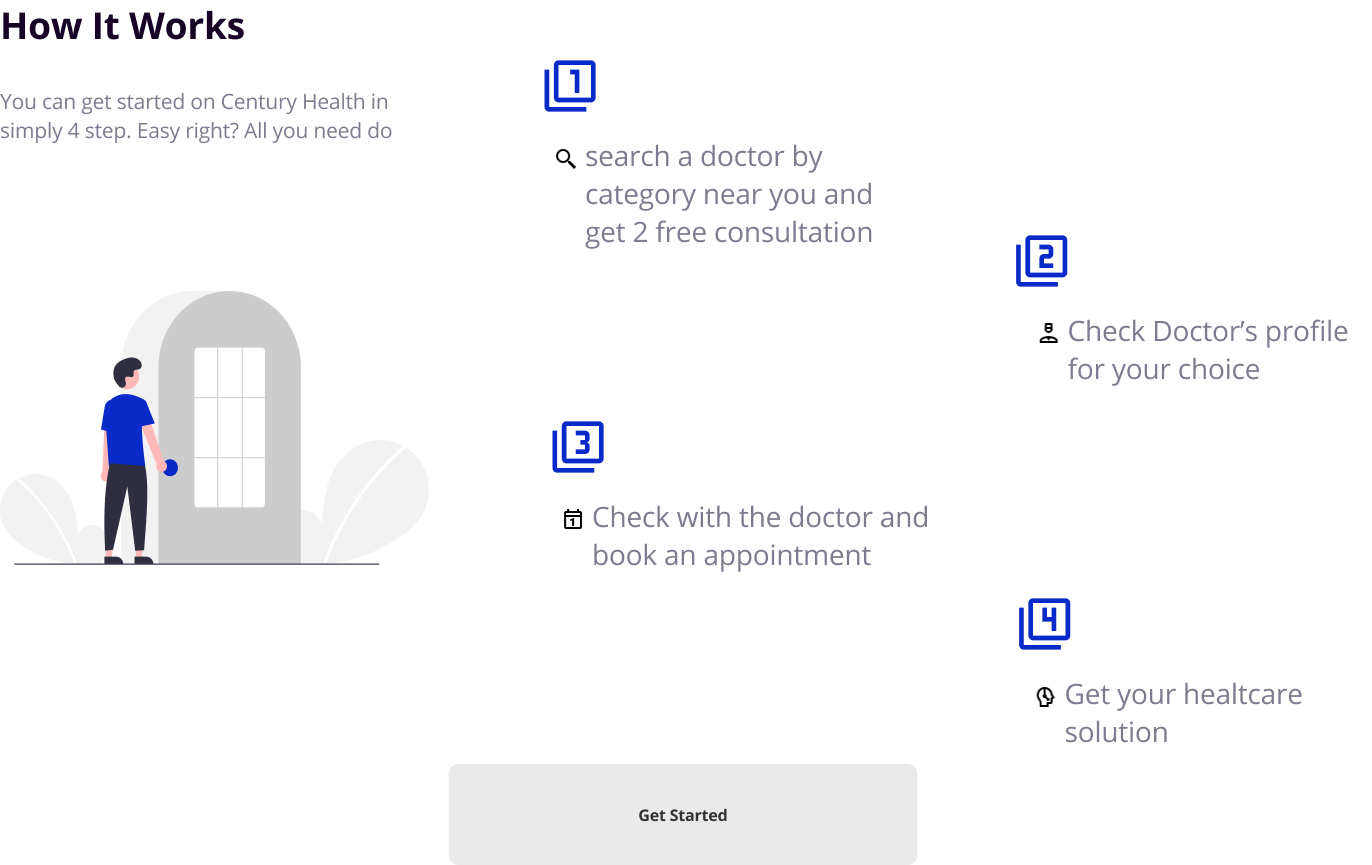 How It Works
You can get started on Century Health in
simply 4 step. Easy right? All you need do
1
search a doctor by
category near you and
get 2 free consultation
2
Check Doctor’s profile
for your choice
3
1
Check with the doctor and
book an appointment
4
Get your healtcare
solution
Get Started